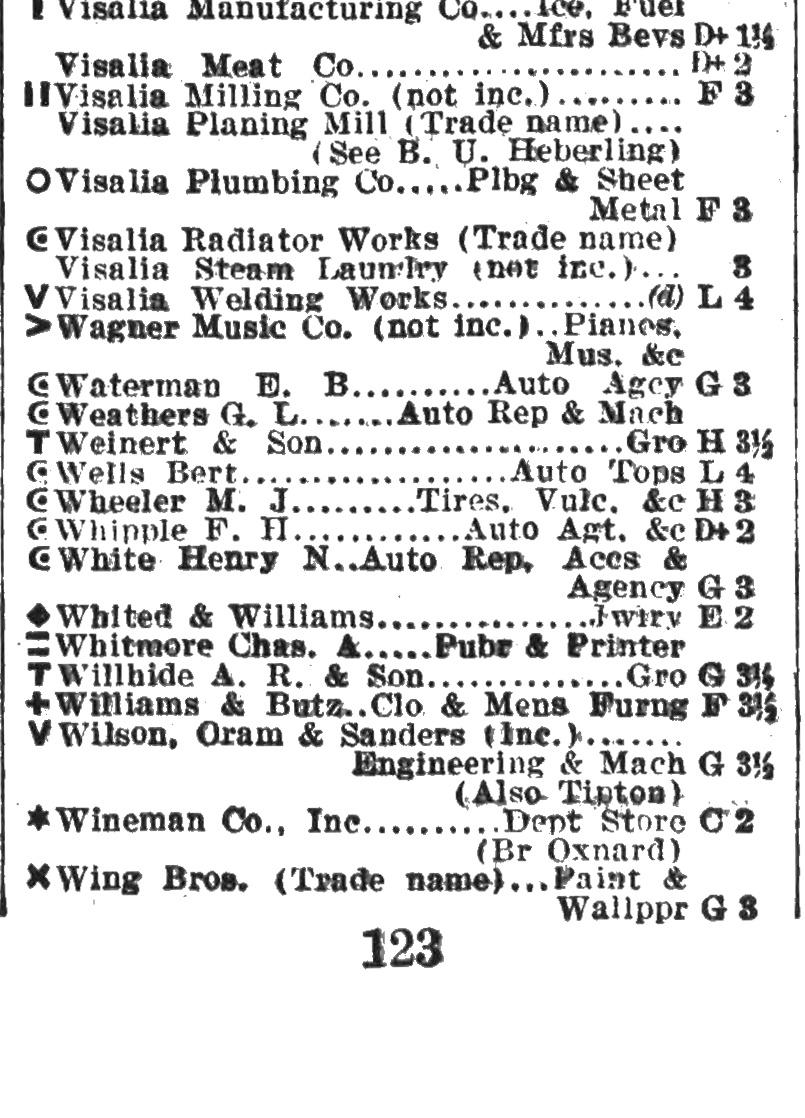 Visalia Manufacturing Co....Ice, Fuel
& Mfrs Bevs D+ 1½
Visalia Meat Co....................... D+ 2
Visalia Milling Co. (not inc.)......... F 3
Visalia Planing Mill (Trade name)....
(See B. U. Heberling)
Visalia Plumbing Co.....Plbg & Sheet
Metal F 3
Visalia Radiator Works (Trade name)
Visalia Steam Laundry (not inc.)... 3
V Visalia Welding Works..............(d) L 4
>Wagner Music Co. (not inc.)..Pianos,
Mus. &c
Waterman E. B..........Auto Agcy G 3
Weathers G. L.......Auto Rep & Mach
T Weinert & Son.....................Gro H 3½
Wells Bert...................Auto Tops L 4
Wheeler M. J.........Tires, Vulc. &c H 3
Whipple F. H............Auto Agt. &c D+ 2
White Henry N..Auto Rep, Accs &
Agency G 3
◆Whited & Williams...............Jwlry E 2
Whitmore Chas. A.....Pubr & Printer
T Willhide A. R. & Son..............Gro G 3½
+Williams & Butz..Clo & Mens Furng F 3½
V Wilson, Oram & Sanders (Inc.)........
Engineering & Mach G 3½
(Also Tipton)
*Wineman Co., Inc..........Dept Store C 2
(Br Oxnard)
X Wing Bros. (Trade name)...Paint &
Wallppr G 3
123